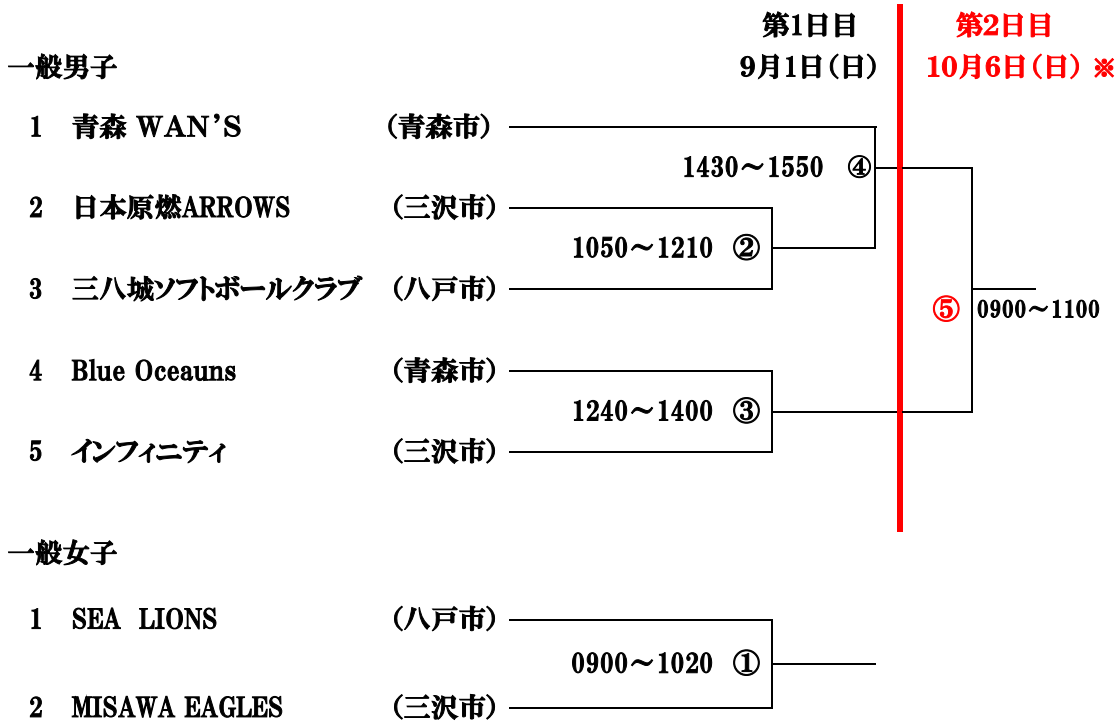 第1日目 第2日目
一般男子 9月1日(日) 10月6日(日) ※
1 青森 WAN'S (青森市)
1430~1550 ④
2 日本原燃ARROWS (三沢市)
1050~1210 ②
3 三八城ソフトボールクラブ (八戸市)
⑤ 0900~1100
4 Blue Oceauns (青森市)
1240~1400 ③
5 インフィニティ (三沢市)
一般女子
1 SEA LIONS (八戸市)
0900~1020 ①
2 MISAWA EAGLES (三沢市)